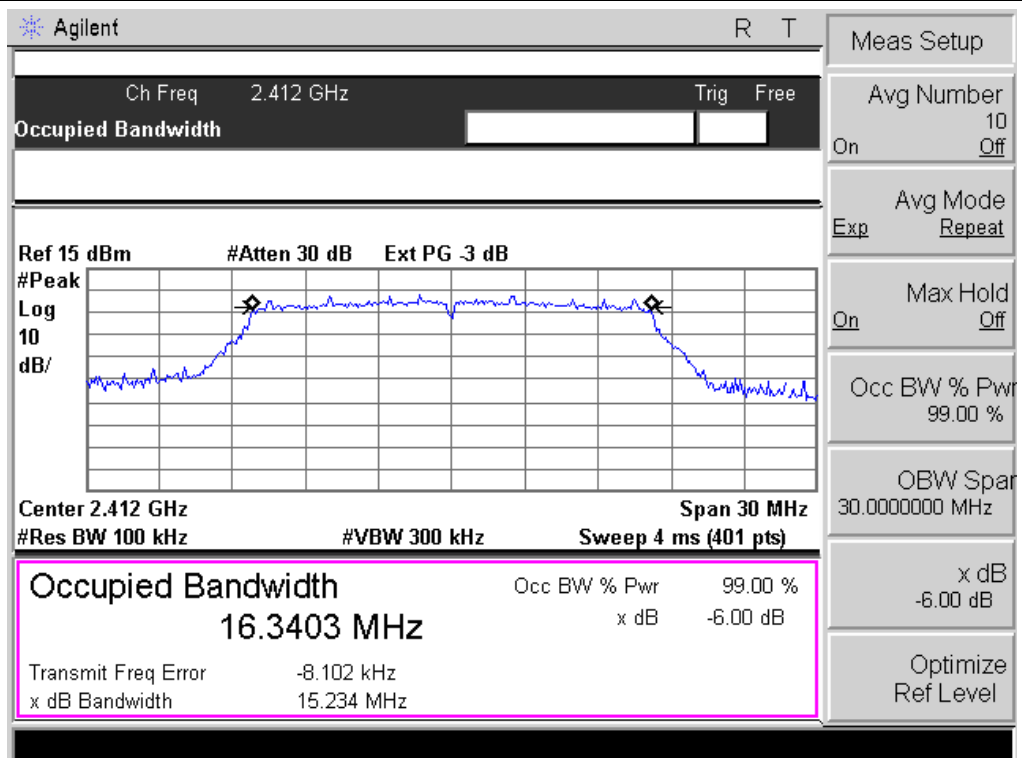 Agilent R T
Ch Freq 2.412 GHz Trig Free
Occupied Bandwidth
Ref 15 dBm #Atten 30 dB Ext PG -3 dB
#Peak
Log
10
dB/
Center 2.412 GHz Span 30 MHz
#Res BW 100 kHz #VBW 300 kHz Sweep 4 ms (401 pts)
Occupied Bandwidth Occ BW % Pwr 99.00 %
16.3403 MHz x dB -6.00 dB
Transmit Freq Error -8.102 kHz
x dB Bandwidth 15.234 MHz
Meas Setup
Avg Number
10
On Off
Avg Mode
Exp Repeat
Max Hold
On Off
Occ BW % Pwr
99.00 %
OBW Span
30.0000000 MHz
x dB
-6.00 dB
Optimize
Ref Level